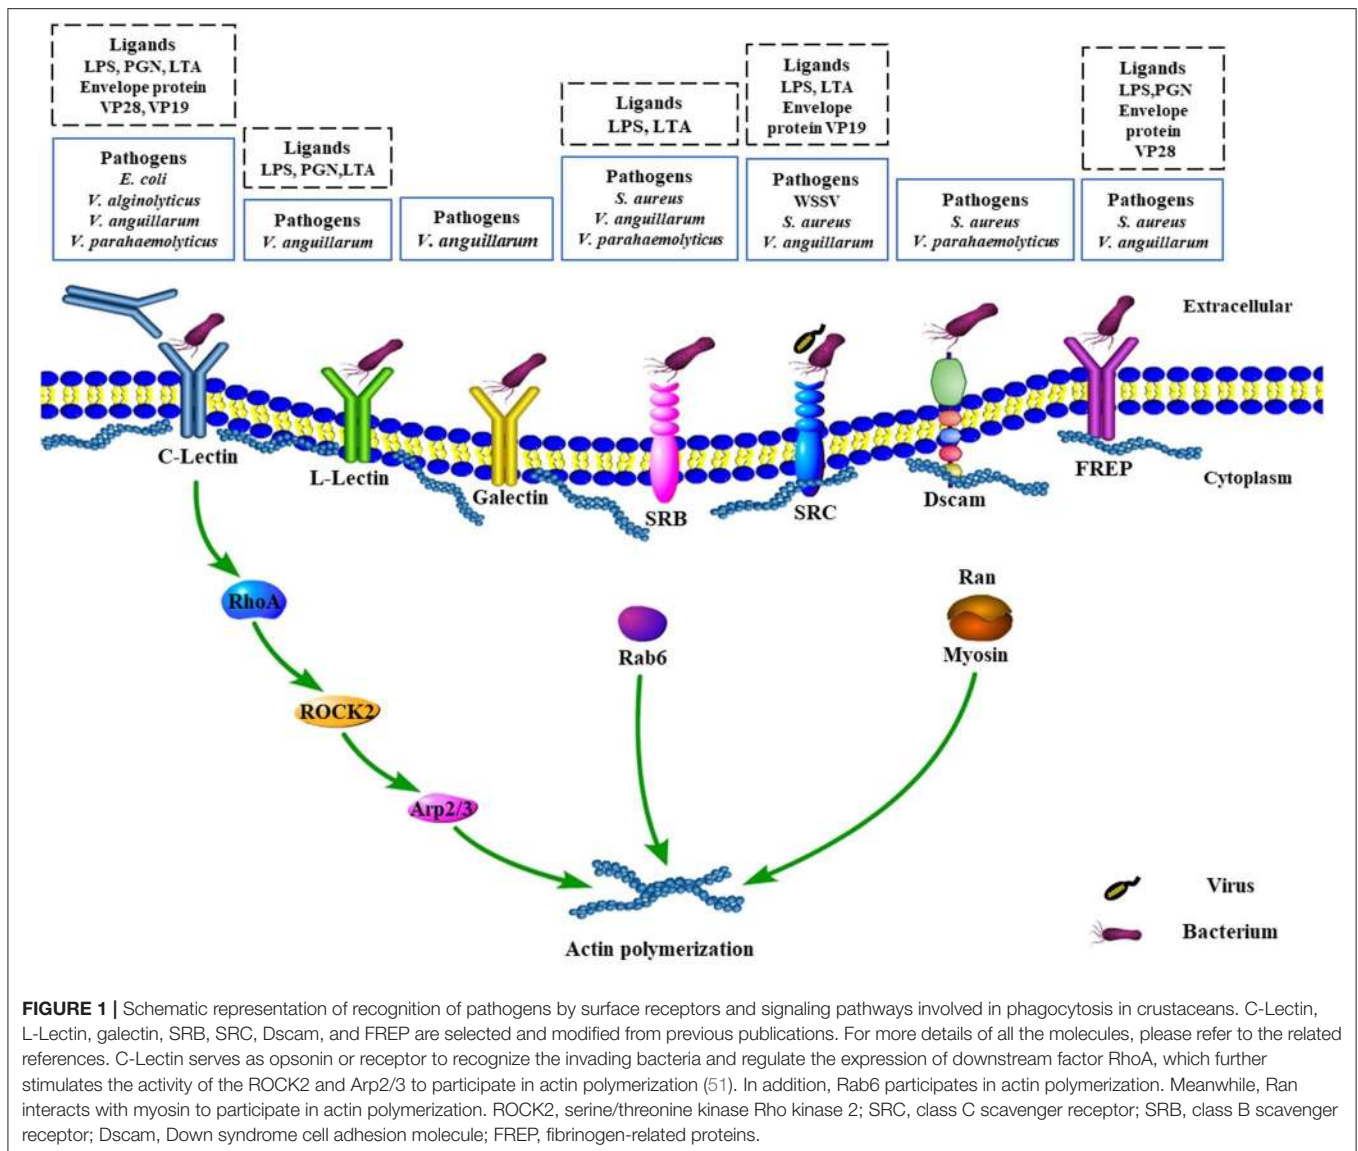 Ligands
LPS, PGN, LTA
Envelope protein
VP28, VP19
Pathogens
E. coli
V. alginolyticus
V. anguillarum
V. parahaemolyticus
Ligands
LPS, PGN,LTA
Pathogens
V. anguillarum
Pathogens
V. anguillarum
Ligands
LPS, LTA
Pathogens
S. aureus
V. anguillarum
V. parahaemolyticus
Ligands
LPS, LTA
Envelope
protein VP19
Pathogens
WSSV
S. aureus
V. anguillarum
Pathogens
S. aureus
V. parahaemolyticus
Ligands
LPS,PGN
Envelope
protein
VP28
Pathogens
S. aureus
V. anguillarum
Extracellular
C-Lectin
L-Lectin
Galectin
SRB
SRC
Dscam
FREP
Cytoplasm
RhoA
ROCK2
Arp2/3
Rab6
Ran
Myosin
Actin polymerization
Virus
Bacterium
FIGURE 1 | Schematic representation of recognition of pathogens by surface receptors and signaling pathways involved in phagocytosis in crustaceans. C-Lectin,
L-Lectin, galectin, SRB, SRC, Dscam, and FREP are selected and modified from previous publications. For more details of all the molecules, please refer to the related
references. C-Lectin serves as opsonin or receptor to recognize the invading bacteria and regulate the expression of downstream factor RhoA, which further
stimulates the activity of the ROCK2 and Arp2/3 to participate in actin polymerization (51). In addition, Rab6 participates in actin polymerization. Meanwhile, Ran
interacts with myosin to participate in actin polymerization. ROCK2, serine/threonine kinase Rho kinase 2; SRC, class C scavenger receptor; SRB, class B scavenger
receptor; Dscam, Down syndrome cell adhesion molecule; FREP, fibrinogen-related proteins.